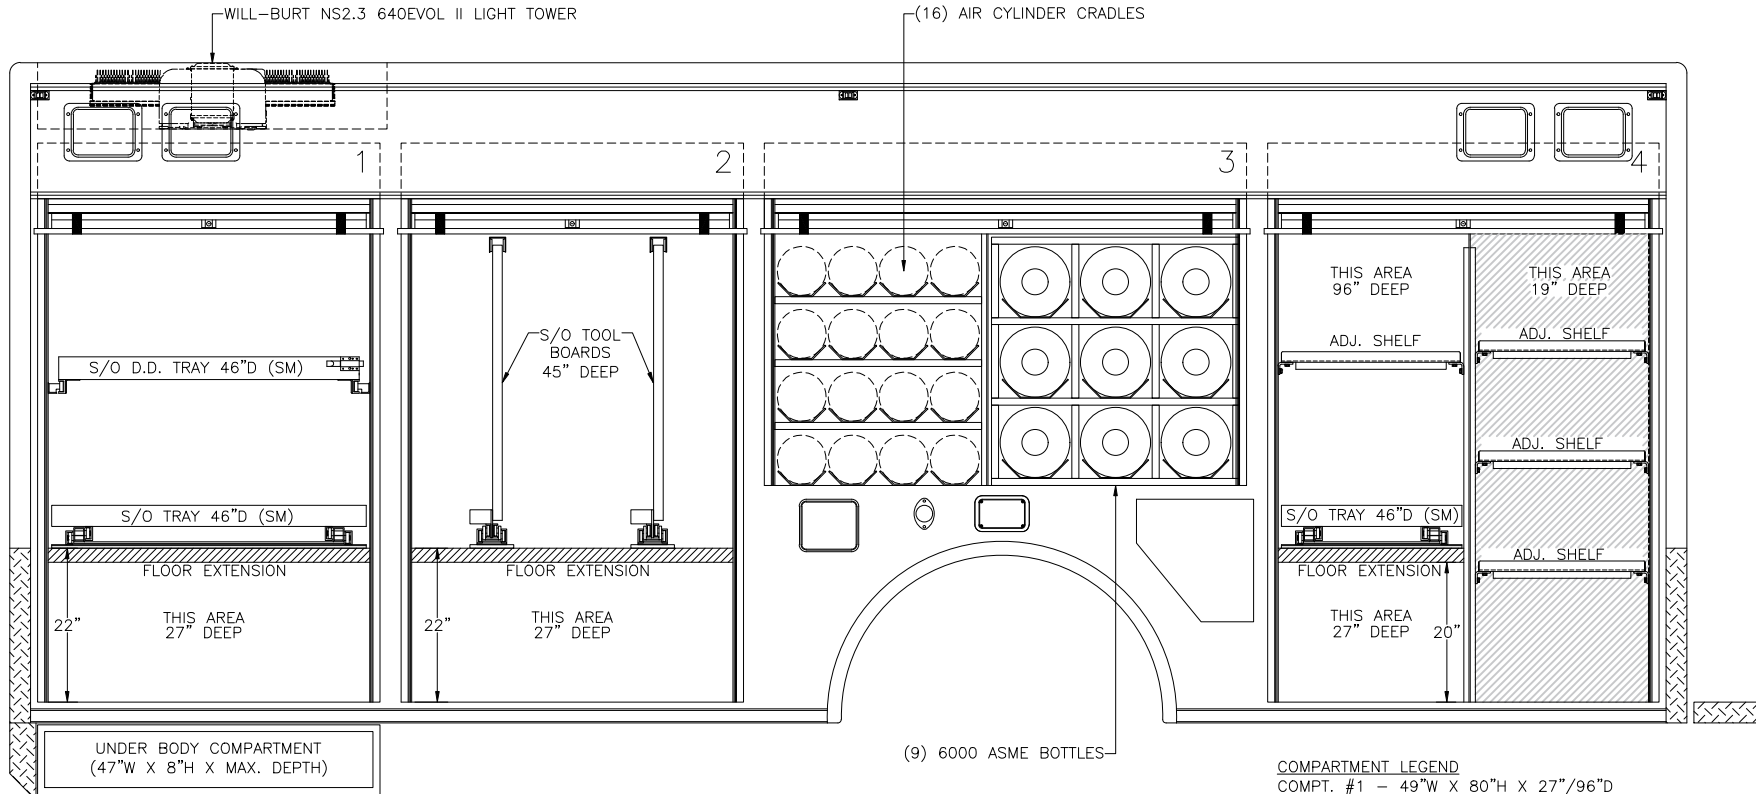 WILL-BURT NS2.3 640EVOL II LIGHT TOWER
(16) AIR CYLINDER CRADLES
1
2
3
4
THIS AREA
96" DEEP
THIS AREA
19" DEEP
S/O TOOL
BOARDS
45" DEEP
ADJ. SHELF
ADJ. SHELF
S/O D.D. TRAY 46"D (SM)
ADJ. SHELF
S/O TRAY 46"D (SM)
S/O TRAY 46"D (SM)
ADJ. SHELF
FLOOR EXTENSION
FLOOR EXTENSION
FLOOR EXTENSION
22"
THIS AREA
27" DEEP
22"
THIS AREA
27" DEEP
THIS AREA
27" DEEP
20"
UNDER BODY COMPARTMENT
(47"W X 8"H X MAX. DEPTH)
(9) 6000 ASME BOTTLES
COMPARTMENT LEGEND
COMPT. #1 - 49"W X 80"H X 27"/96"D